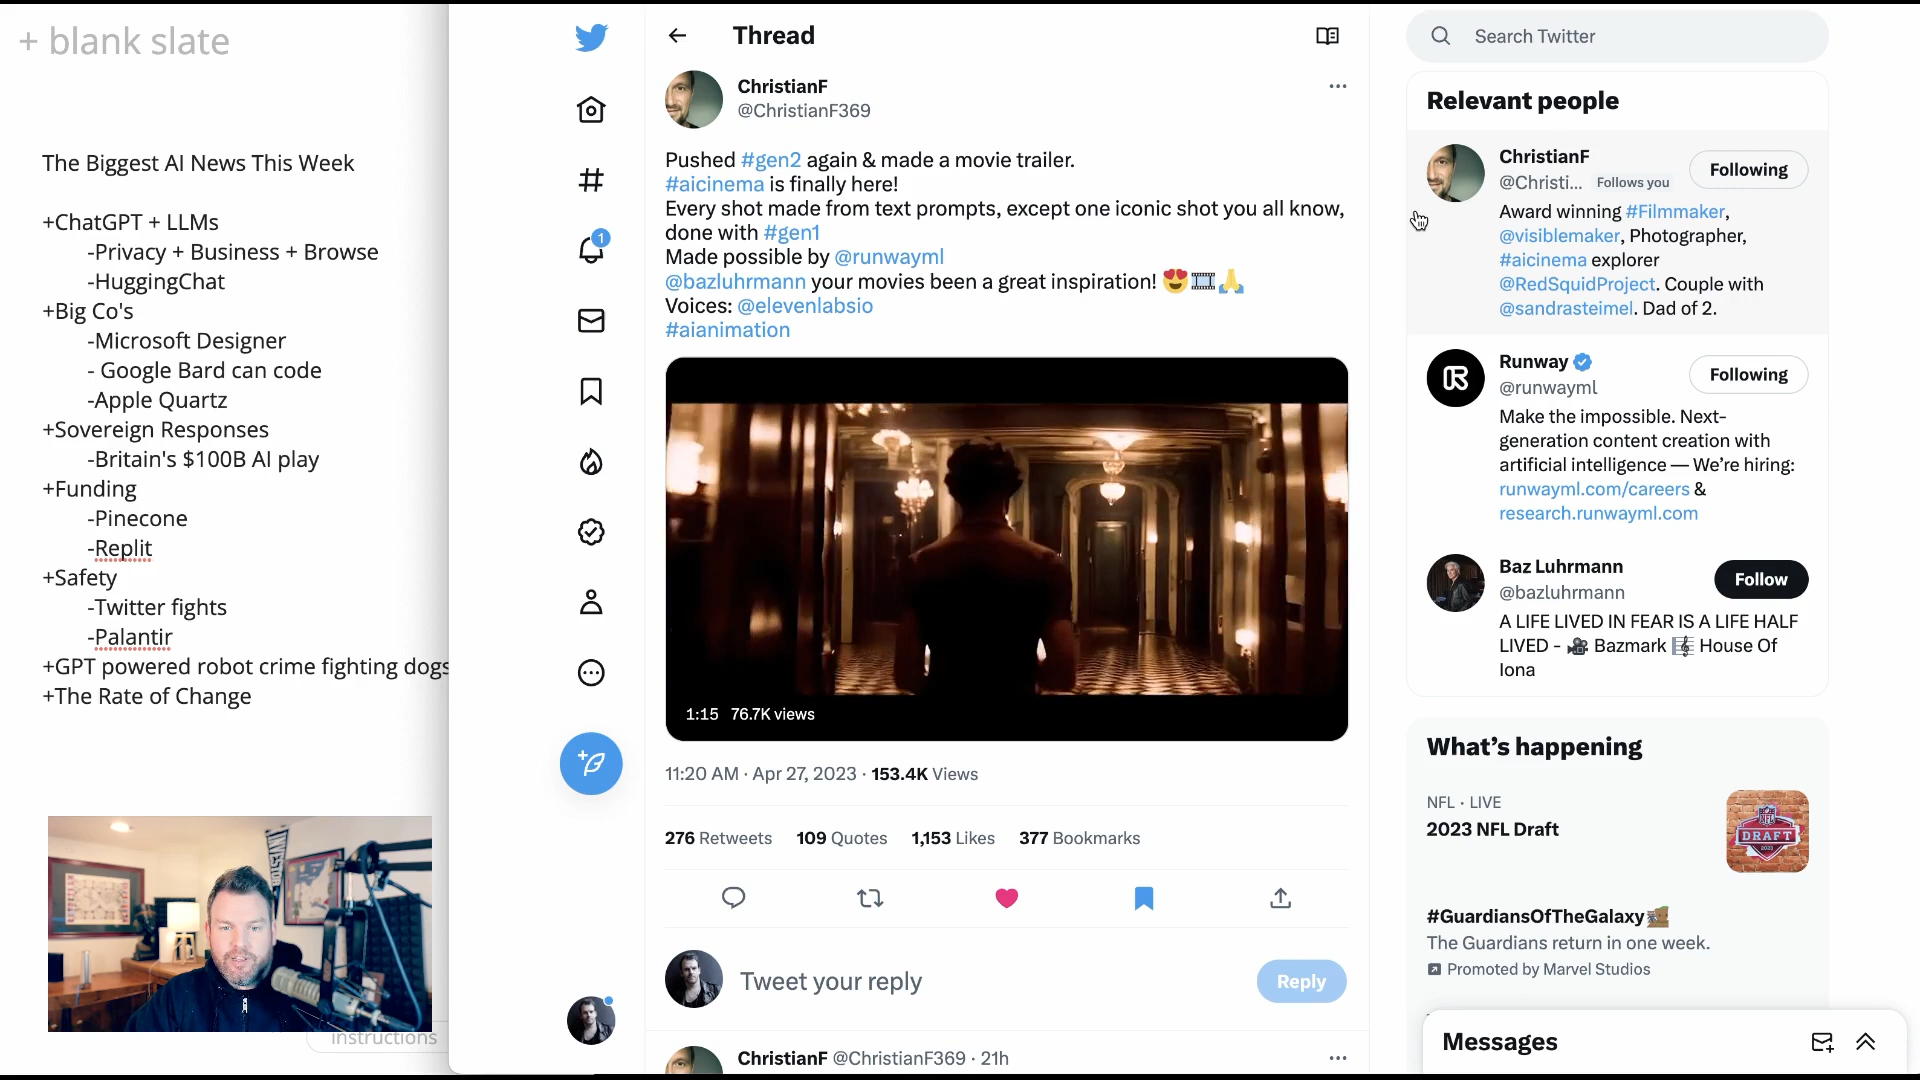 + blank slate
The Biggest AI News This Week
+ChatGPT + LLMs
-Privacy + Business + Browse
-HuggingChat
+Big Co's
-Microsoft Designer
- Google Bard can code
-Apple Quartz
+Sovereign Responses
-Britain's $100B AI play
+Funding
-Pinecone
-Replit
+Safety
-Twitter fights
-Palantir
+GPT powered robot crime fighting dogs
+The Rate of Change
instructions
1
Thread
ChristianF
@ChristianF369
Pushed #gen2 again & made a movie trailer.
#aicinema is finally here!
Every shot made from text prompts, except one iconic shot you all know,
done with #gen1
Made possible by @runwayml
@bazluhrmann your movies been a great inspiration! 😍🎞️🙏
Voices: @elevenlabsio
#aianimation
1:15 76.7K views
11:20 AM · Apr 27, 2023 · 153.4K Views
276 Retweets 109 Quotes 1,153 Likes 377 Bookmarks
Tweet your reply
Reply
ChristianF @ChristianF369 · 21h
Search Twitter
Relevant people
ChristianF
@Christi... Follows you
Following
Award winning #Filmmaker,
@visiblemaker, Photographer,
#aicinema explorer
@RedSquidProject. Couple with
@sandrasteimel. Dad of 2.
Runway
@runwayml
Following
Make the impossible. Next-
generation content creation with
artificial intelligence — We're hiring:
runwayml.com/careers &
research.runwayml.com
Baz Luhrmann
@bazluhrmann
Follow
A LIFE LIVED IN FEAR IS A LIFE HALF
LIVED - 🎥 Bazmark 🎼 House Of
Iona
What's happening
NFL · LIVE
2023 NFL Draft
DRAFT
#GuardiansOfTheGalaxy
The Guardians return in one week.
Promoted by Marvel Studios
Messages